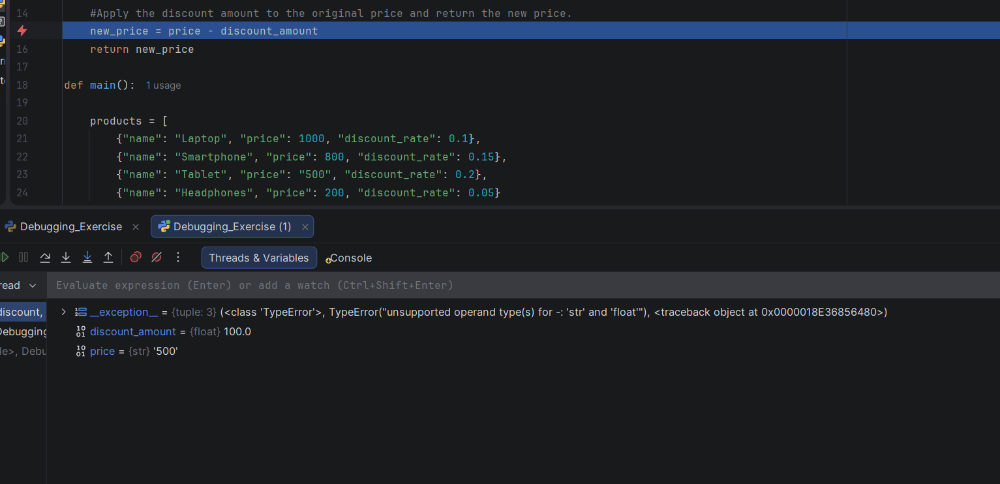 14 #Apply the discount amount to the original price and return the new price.
new_price = price - discount_amount
16 return new_price
17
18 def main(): 1 usage
19
20 products = [
21 {"name": "Laptop", "price": 1000, "discount_rate": 0.1},
22 {"name": "Smartphone", "price": 800, "discount_rate": 0.15},
23 {"name": "Tablet", "price": "500", "discount_rate": 0.2},
24 {"name": "Headphones", "price": 200, "discount_rate": 0.05}
Debugging_Exercise × Debugging_Exercise (1) ×
Threads & Variables Console
Evaluate expression (Enter) or add a watch (Ctrl+Shift+Enter)
__exception__ = {tuple: 3} (<class 'TypeError'>, TypeError("unsupported operand type(s) for -: 'str' and 'float'"), <traceback object at 0x0000018E36856480>)
discount_amount = {float} 100.0
price = {str} '500'